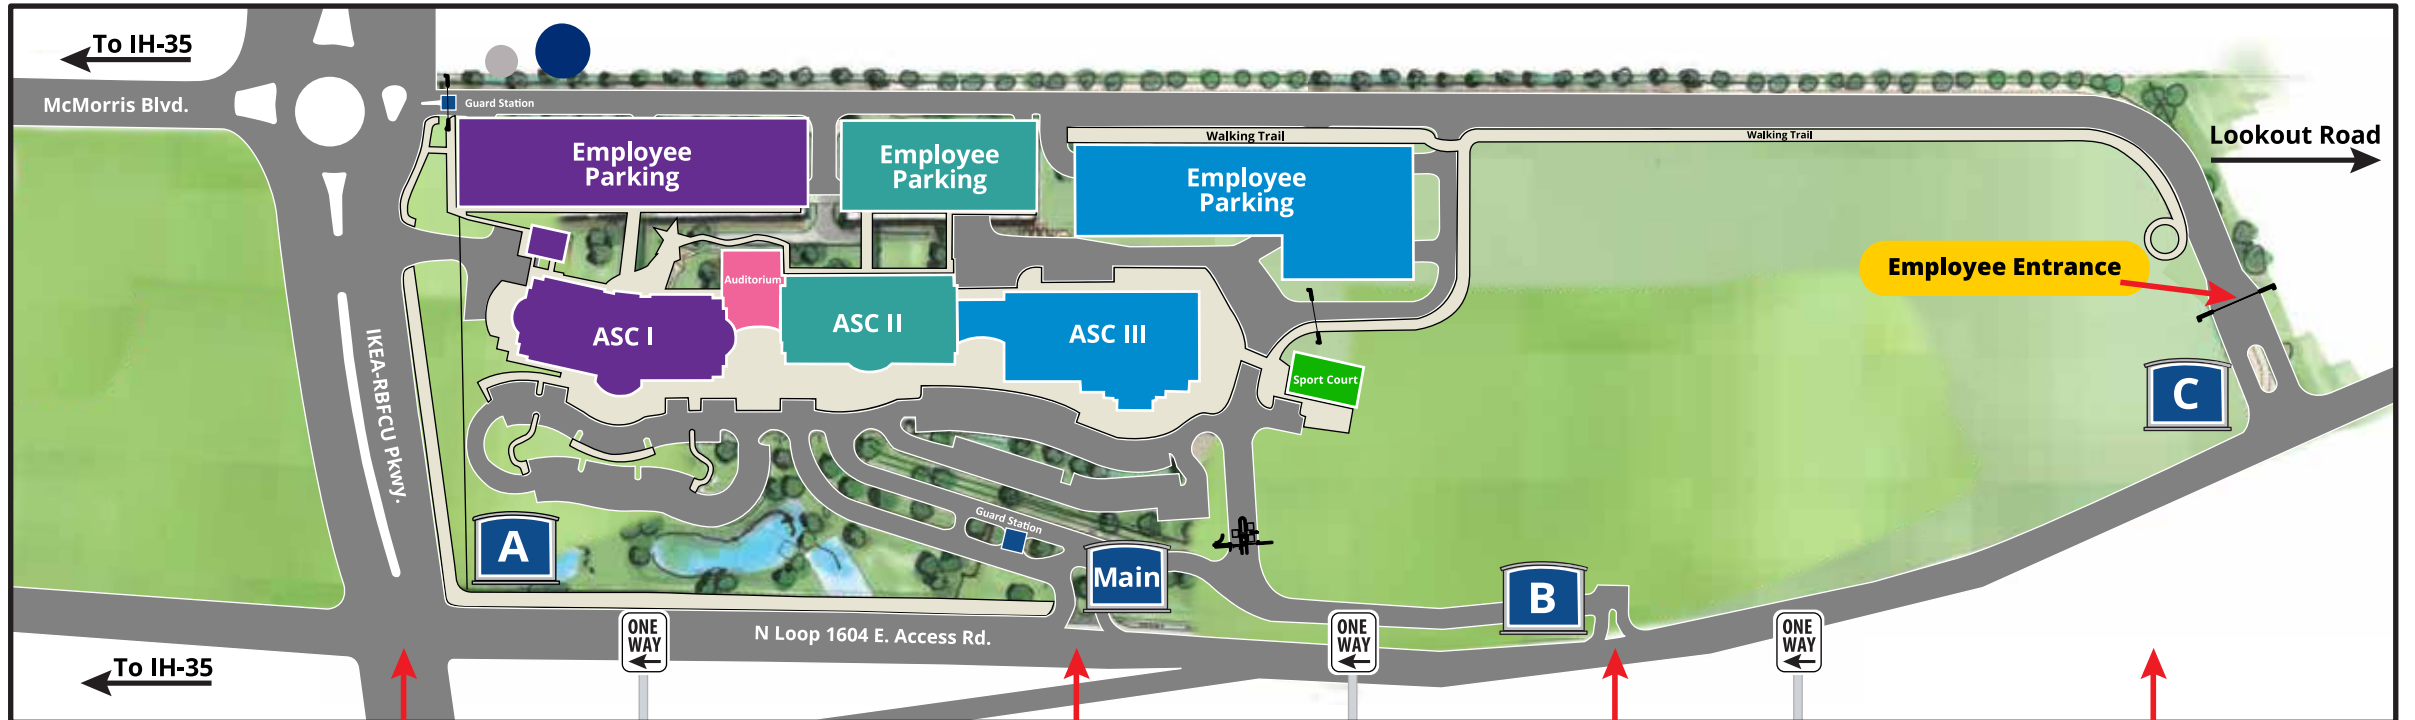 To IH-35
McMorris Blvd.
Guard Station
Employee
Parking
Employee
Parking
Walking Trail
Employee
Parking
Walking Trail
Lookout Road
Employee Entrance
Auditorium
ASC I
ASC II
ASC III
Sport Court
IKEA-RBFCU Pkwy.
C
A
Guard Station
Main
B
N Loop 1604 E. Access Rd.
ONE
WAY
ONE
WAY
ONE
WAY
To IH-35